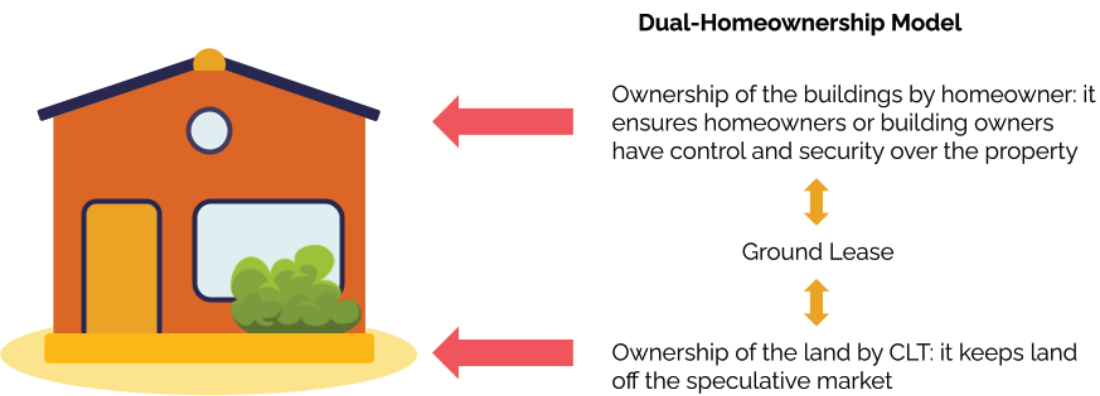 Dual-Homeownership Model
Ownership of the buildings by homeowner: it
ensures homeowners or building owners
have control and security over the property
Ground Lease
Ownership of the land by CLT: it keeps land
off the speculative market